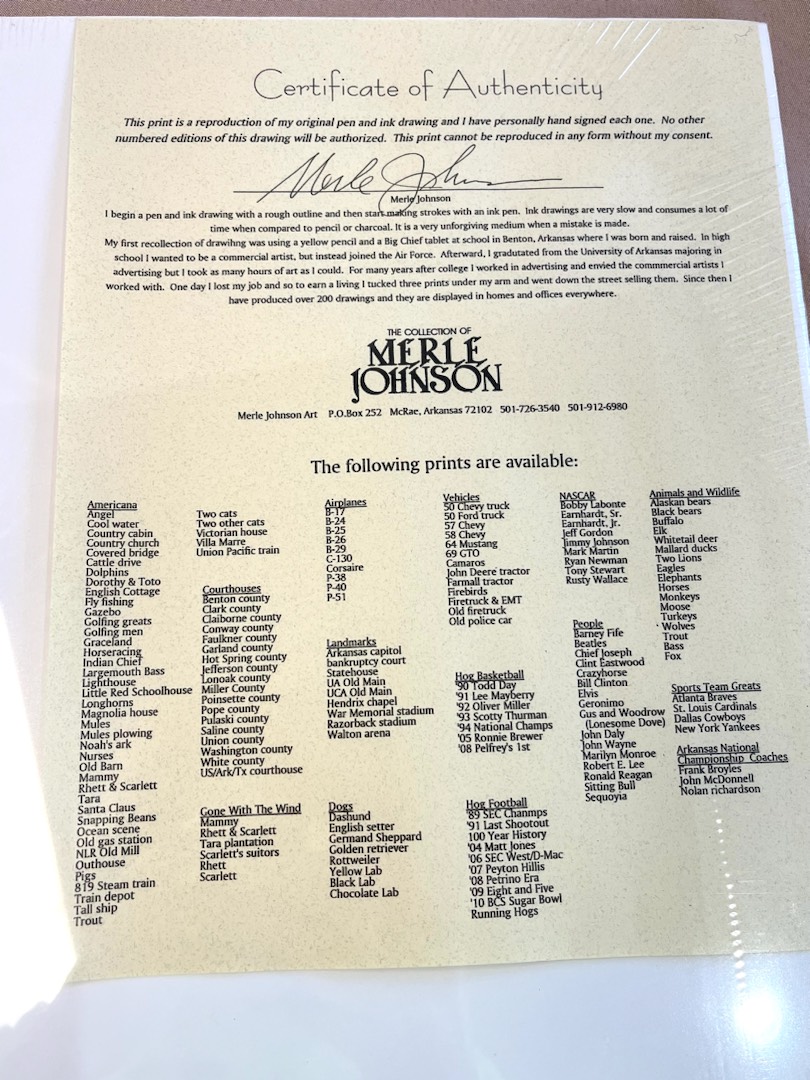 Certificate of Authenticity
This print is a reproduction of my original pen and ink drawing and I have personally hand signed each one. No other
numbered editions of this drawing will be authorized. This print cannot be reproduced in any form without my consent.
Merle Johnson
Merle Johnson
I begin a pen and ink drawing with a rough outline and then start making strokes with an ink pen. Ink drawings are very slow and consumes a lot of
time when compared to pencil or charcoal. It is a very unforgiving medium when a mistake is made.
My first recollection of drawihng was using a yellow pencil and a Big Chief tablet at school in Benton, Arkansas where I was born and raised. In high
school I wanted to be a commercial artist, but instead joined the Air Force. Afterward, I gradutated from the University of Arkansas majoring in
advertising but I took as many hours of art as I could. For many years after college I worked in advertising and envied the commmercial artists I
worked with. One day I lost my job and so to earn a living I tucked three prints under my arm and went down the street selling them. Since then I
have produced over 200 drawings and they are displayed in homes and offices everywhere.
THE COLLECTION OF
MERLE
JOHNSON
Merle Johnson Art P.O.Box 252 McRae, Arkansas 72102 501-726-3540 501-912-6980
The following prints are available:
Americana
Angel
Cool water
Country cabin
Country church
Covered bridge
Cattle drive
Dolphins
Dorothy & Toto
English Cottage
Fly fishing
Gazebo
Golfing greats
Golfing men
Graceland
Horseracing
Indian Chief
Largemouth Bass
Lighthouse
Little Red Schoolhouse
Longhorns
Magnolia house
Mules
Mules plowing
Noah's ark
Nurses
Old Barn
Mammy
Rhett & Scarlett
Tara
Santa Claus
Snapping Beans
Ocean scene
Old gas station
NLR Old Mill
Outhouse
Pigs
819 Steam train
Train depot
Tall ship
Trout
Two cats
Two other cats
Victorian house
Villa Marre
Union Pacific train
Courthouses
Benton county
Clark county
Claiborne county
Conway county
Faulkner county
Garland county
Hot Spring county
Jefferson county
Lonoak county
Miller County
Poinsette county
Pope county
Pulaski county
Saline county
Union county
Washington county
White county
US/Ark/Tx courthouse
Gone With The Wind
Mammy
Rhett & Scarlett
Tara plantation
Scarlett's suitors
Rhett
Scarlett
Airplanes
B-17
B-24
B-25
B-26
B-29
C-130
Corsaire
P-38
P-40
P-51
Landmarks
Arkansas capitol
bankruptcy court
Statehouse
UA Old Main
UCA Old Main
Hendrix chapel
War Memorial stadium
Razorback stadium
Walton arena
Dogs
Dashund
English setter
Germand Sheppard
Golden retriever
Rottweiler
Yellow Lab
Black Lab
Chocolate Lab
Vehicles
50 Chevy truck
50 Ford truck
57 Chevy
58 Chevy
64 Mustang
69 GTO
Camaros
John Deere tractor
Farmall tractor
Firebirds
Firetruck & EMT
Old firetruck
Old police car
Hog Basketball
'90 Todd Day
'91 Lee Mayberry
'92 Oliver Miller
'93 Scotty Thurman
'94 National Champs
'05 Ronnie Brewer
'08 Pelfrey's 1st
Hog Football
'89 SEC Chanmps
'91 Last Shootout
100 Year History
'04 Matt Jones
'06 SEC West/D-Mac
'07 Peyton Hillis
'08 Petrino Era
'09 Eight and Five
'10 BCS Sugar Bowl
Running Hogs
NASCAR
Bobby Labonte
Earnhardt, Sr.
Earnhardt, Jr.
Jeff Gordon
Jimmy Johnson
Mark Martin
Ryan Newman
Tony Stewart
Rusty Wallace
People
Barney Fife
Beatles
Chief Joseph
Clint Eastwood
Crazyhorse
Bill Clinton
Elvis
Geronimo
Gus and Woodrow
(Lonesome Dove)
John Daly
John Wayne
Marilyn Monroe
Robert E. Lee
Ronald Reagan
Sitting Bull
Sequoyia
Animals and Wildlife
Alaskan bears
Black bears
Buffalo
Elk
Whitetail deer
Mallard ducks
Two Lions
Eagles
Elephants
Horses
Monkeys
Moose
Turkeys
Wolves
Trout
Bass
Fox
Sports Team Greats
Atlanta Braves
St. Louis Cardinals
Dallas Cowboys
New York Yankees
Arkansas National
Championship Coaches
Frank Broyles
John McDonnell
Nolan richardson